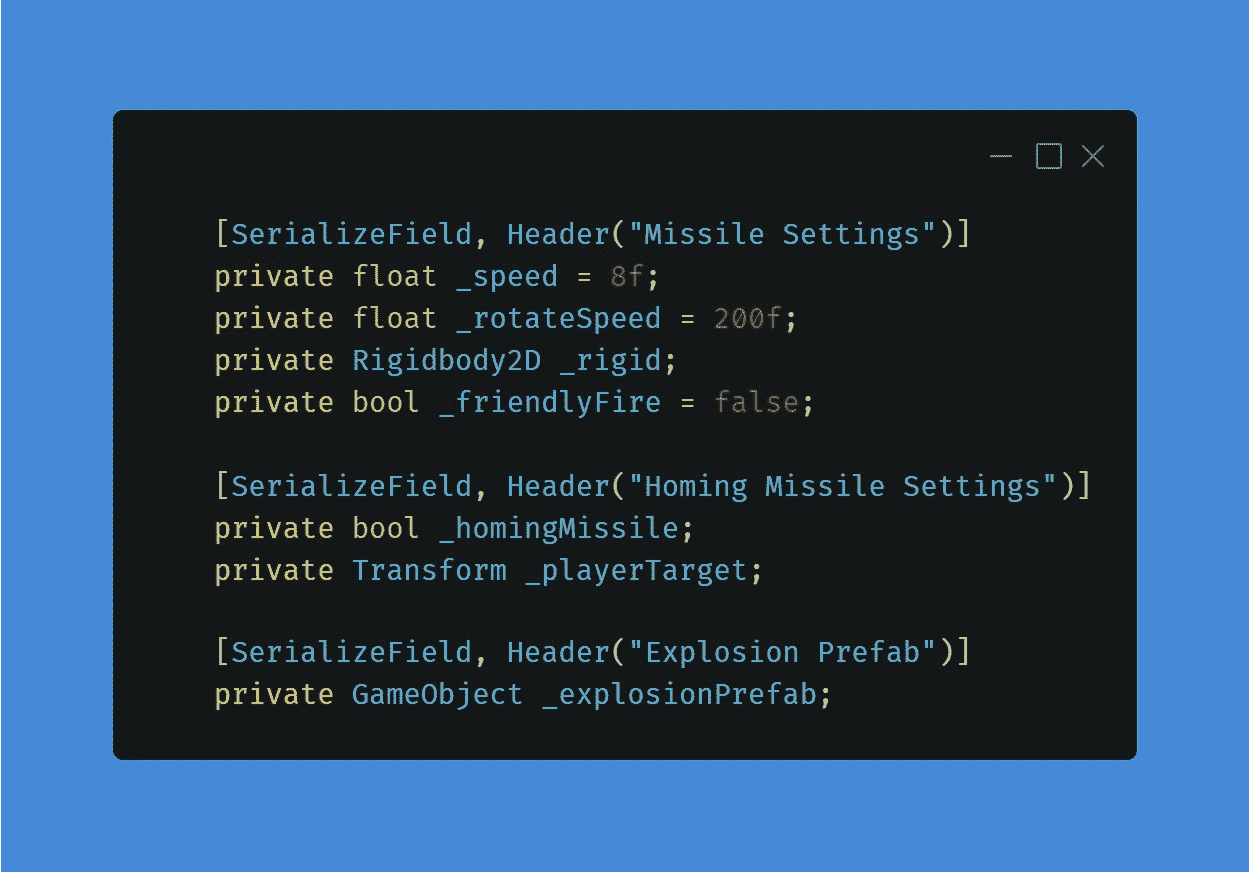 [SerializeField, Header("Missile Settings")]
private float _speed = 8f;
private float _rotateSpeed = 200f;
private Rigidbody2D _rigid;
private bool _friendlyFire = false;
[SerializeField, Header("Homing Missile Settings")]
private bool _homingMissile;
private Transform _playerTarget;
[SerializeField, Header("Explosion Prefab")]
private GameObject _explosionPrefab;